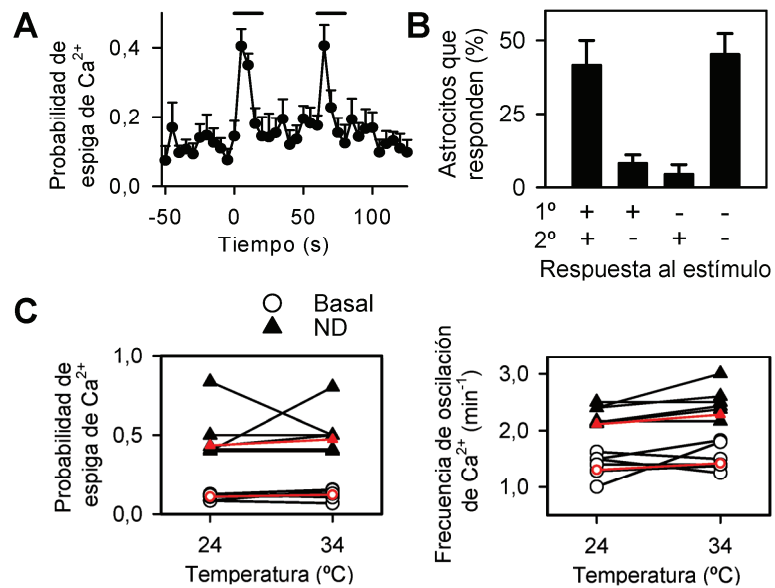 A
Probabilidad de
espiga de Ca2+
0,4
0,2
0,0
-50 0 50 100
Tiempo (s)
B
Astrocitos que
responden (%)
50
25
0
1º + + - -
2º + - + -
Respuesta al estímulo
C
Basal
ND
Probabilidad de
espiga de Ca2+
1,0
0,5
0,0
24 34
Temperatura (ºC)
Frecuencia de oscilación
de Ca2+ (min-1)
3,0
2,0
1,0
24 34
Temperatura (ºC)